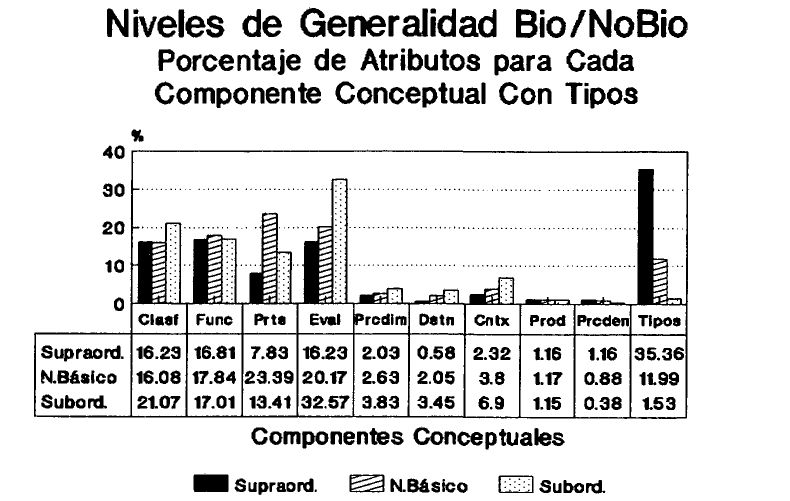 Niveles de Generalidad Bio/NoBio
Porcentaje de Atributos para Cada
Componente Conceptual Con Tipos
%
40
30
20
10
0
Clasf Func Prts Eval Prcdim Dstn Cntx Prod Prcden Tipos
Supraord. 16.23 16.81 7.83 16.23 2.03 0.58 2.32 1.16 1.16 35.36
N.Básico 16.08 17.84 23.39 20.17 2.63 2.05 3.8 1.17 0.88 11.99
Subord. 21.07 17.01 13.41 32.57 3.83 3.45 6.9 1.15 0.38 1.53
Componentes Conceptuales
Supraord. N.Básico Subord.